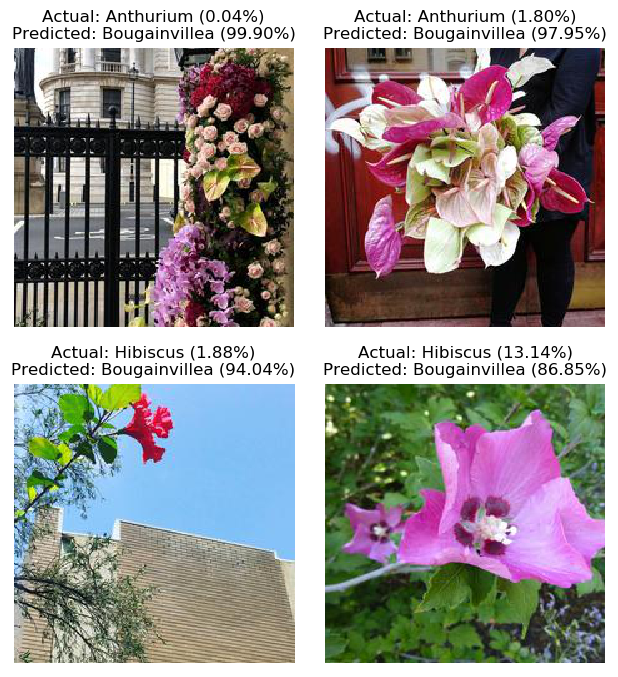 Actual: Anthurium (0.04%)
Predicted: Bougainvillea (99.90%)
Actual: Anthurium (1.80%)
Predicted: Bougainvillea (97.95%)
Actual: Hibiscus (1.88%)
Predicted: Bougainvillea (94.04%)
Actual: Hibiscus (13.14%)
Predicted: Bougainvillea (86.85%)